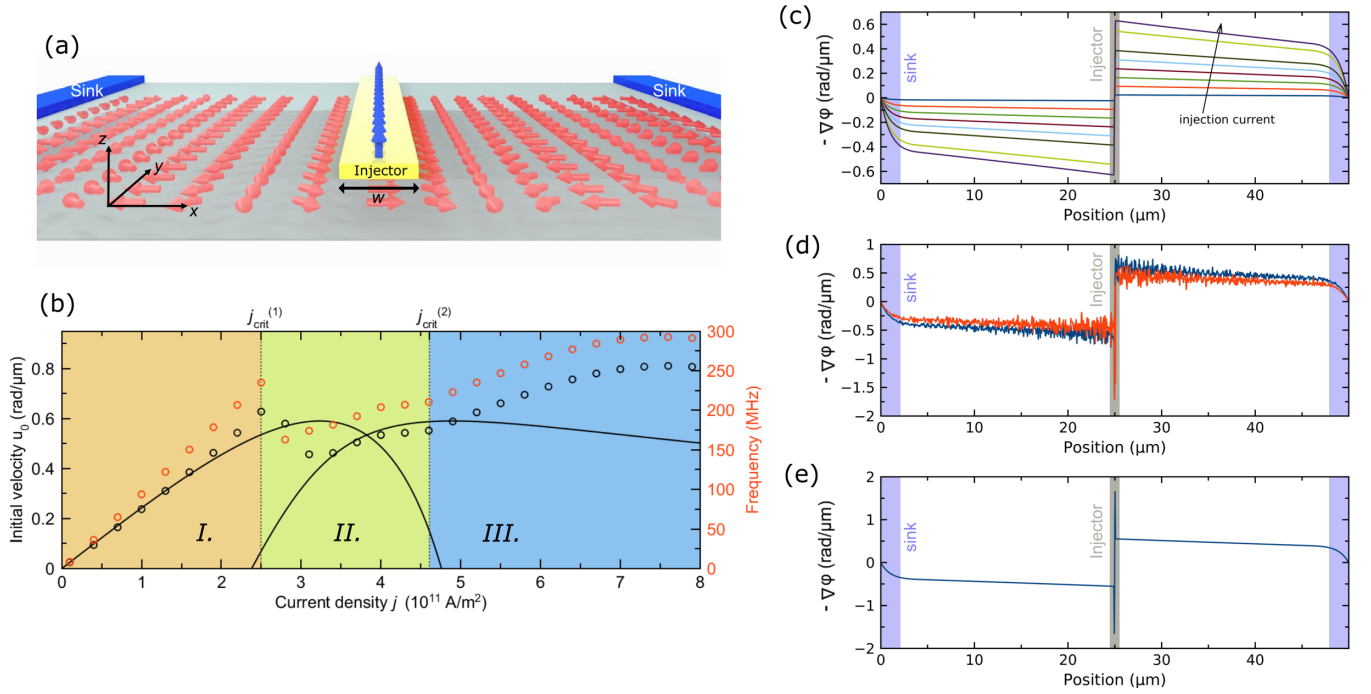 (a)
Sink
Sink
Injector
w
z
y
x
(b)
j_crit^(1)
j_crit^(2)
Initial velocity u₀ (rad/μm)
0.8
0.6
0.4
0.2
0
I.
II.
III.
300
250
200
150
100
50
0
Frequency (MHz)
0 1 2 3 4 5 6 7 8
Current density j (10¹¹ A/m²)
(c)
- ∇φ (rad/μm)
0.6
0.4
0.2
0
−0.2
−0.4
−0.6
sink
Injector
injection current
0 10 20 30 40
Position (μm)
(d)
- ∇φ (rad/μm)
1
0.5
0
−0.5
−1
−1.5
−2
sink
Injector
0 10 20 30 40
Position (μm)
(e)
- ∇φ (rad/μm)
2
1
0
−1
−2
sink
Injector
0 10 20 30 40
Position (μm)